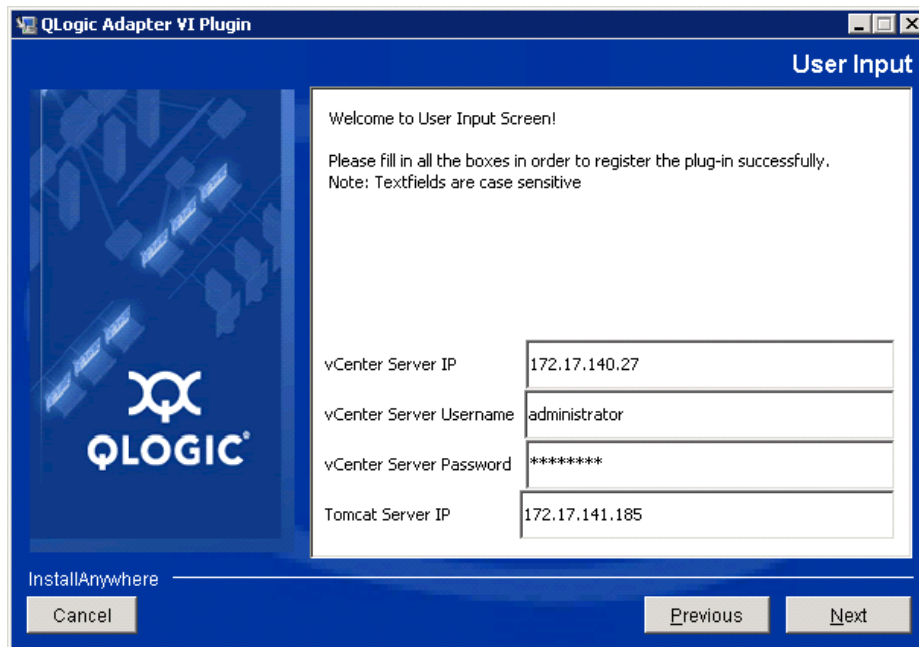 QLogic Adapter VI Plugin
User Input
Welcome to User Input Screen!
Please fill in all the boxes in order to register the plug-in successfully.
Note: Textfields are case sensitive
vCenter Server IP 172.17.140.27
vCenter Server Username administrator
vCenter Server Password ********
Tomcat Server IP 172.17.141.185
QLOGIC®
InstallAnywhere
Cancel Previous Next